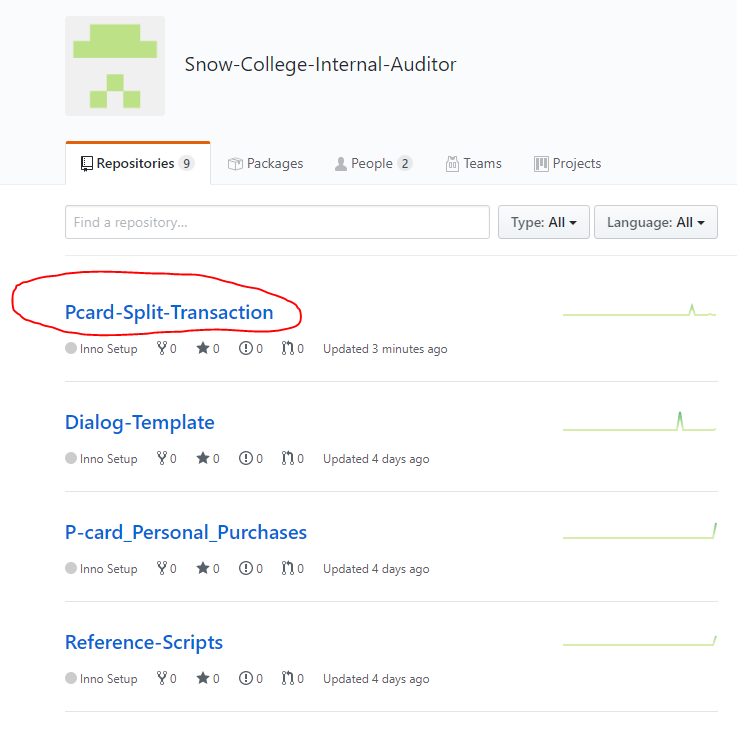 Snow-College-Internal-Auditor
Repositories 9 Packages People 2 Teams Projects
Find a repository... Type: All Language: All
Pcard-Split-Transaction
Inno Setup 0 0 0 0 Updated 3 minutes ago
Dialog-Template
Inno Setup 0 0 0 0 Updated 4 days ago
P-card_Personal_Purchases
Inno Setup 0 0 0 0 Updated 4 days ago
Reference-Scripts
Inno Setup 0 0 0 0 Updated 4 days ago